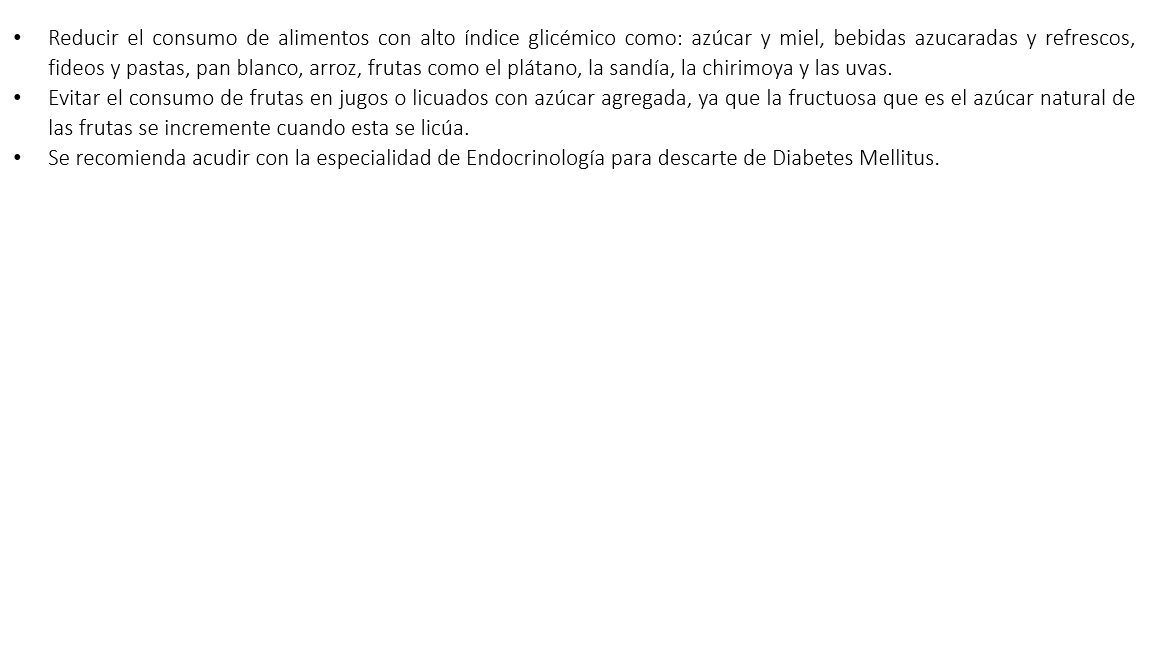 • Reducir el consumo de alimentos con alto índice glicémico como: azúcar y miel, bebidas azucaradas y refrescos,
fideos y pastas, pan blanco, arroz, frutas como el plátano, la sandía, la chirimoya y las uvas.
• Evitar el consumo de frutas en jugos o licuados con azúcar agregada, ya que la fructuosa que es el azúcar natural de
las frutas se incremente cuando esta se licúa.
• Se recomienda acudir con la especialidad de Endocrinología para descarte de Diabetes Mellitus.